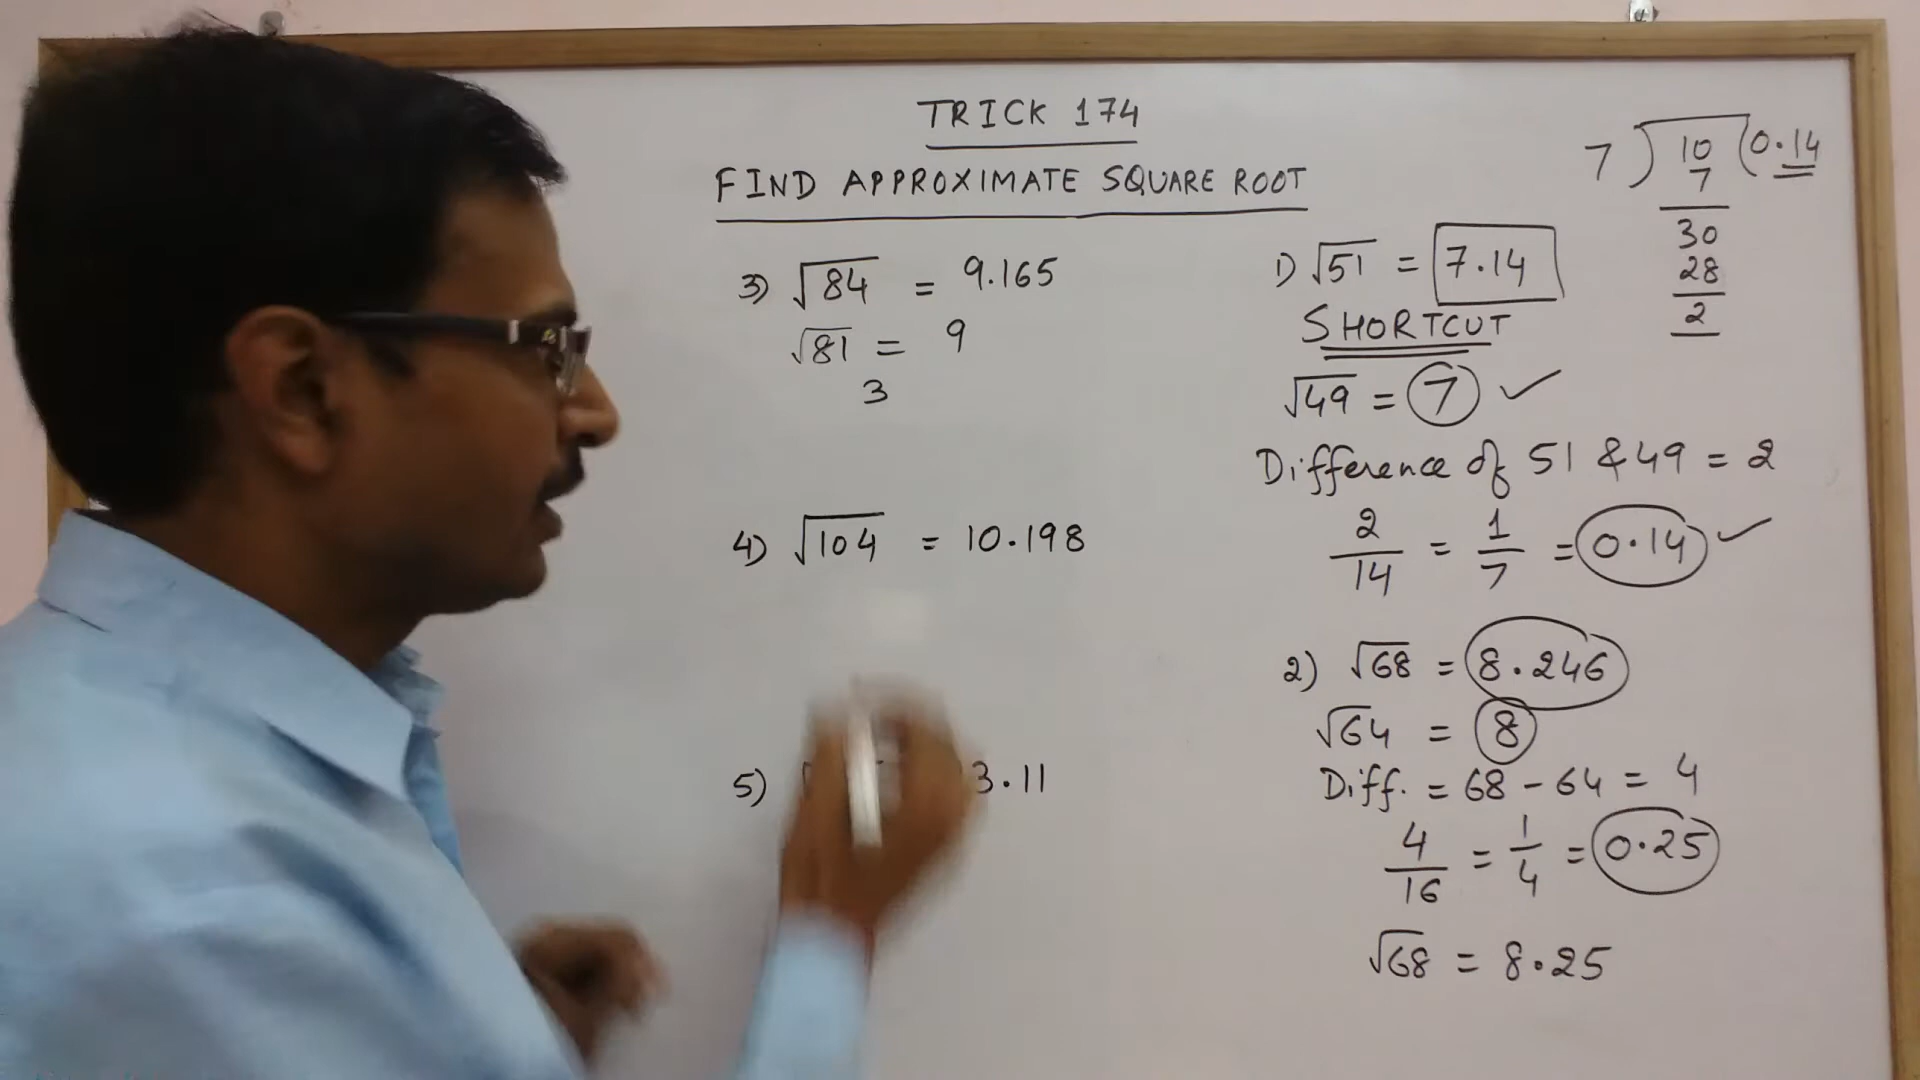 TRICK 174
FIND APPROXIMATE SQUARE ROOT
3) √84 = 9.165
√81 = 9
3
4) √104 = 10.198
5) 3.11
7) 10 (0.14
7
30
28
2
1) √51 = 7.14
SHORTCUT
√49 = 7 ✓
Difference of 51 & 49 = 2
2/14 = 1/7 = 0.14 ✓
2) √68 = 8.246
√64 = 8
Diff. = 68 - 64 = 4
4/16 = 1/4 = 0.25
√68 = 8.25